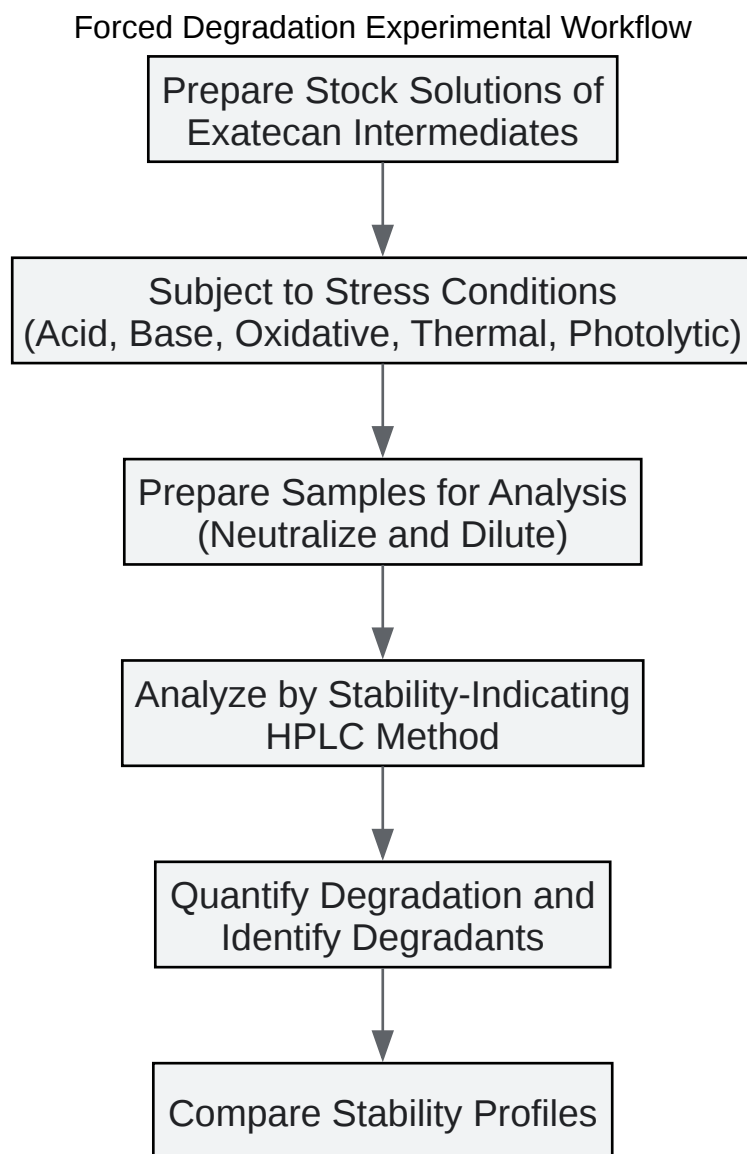 Forced Degradation Experimental Workflow
Prepare Stock Solutions of
Exatecan Intermediates
Subject to Stress Conditions
(Acid, Base, Oxidative, Thermal, Photolytic)
Prepare Samples for Analysis
(Neutralize and Dilute)
Analyze by Stability-Indicating
HPLC Method
Quantify Degradation and
Identify Degradants
Compare Stability Profiles